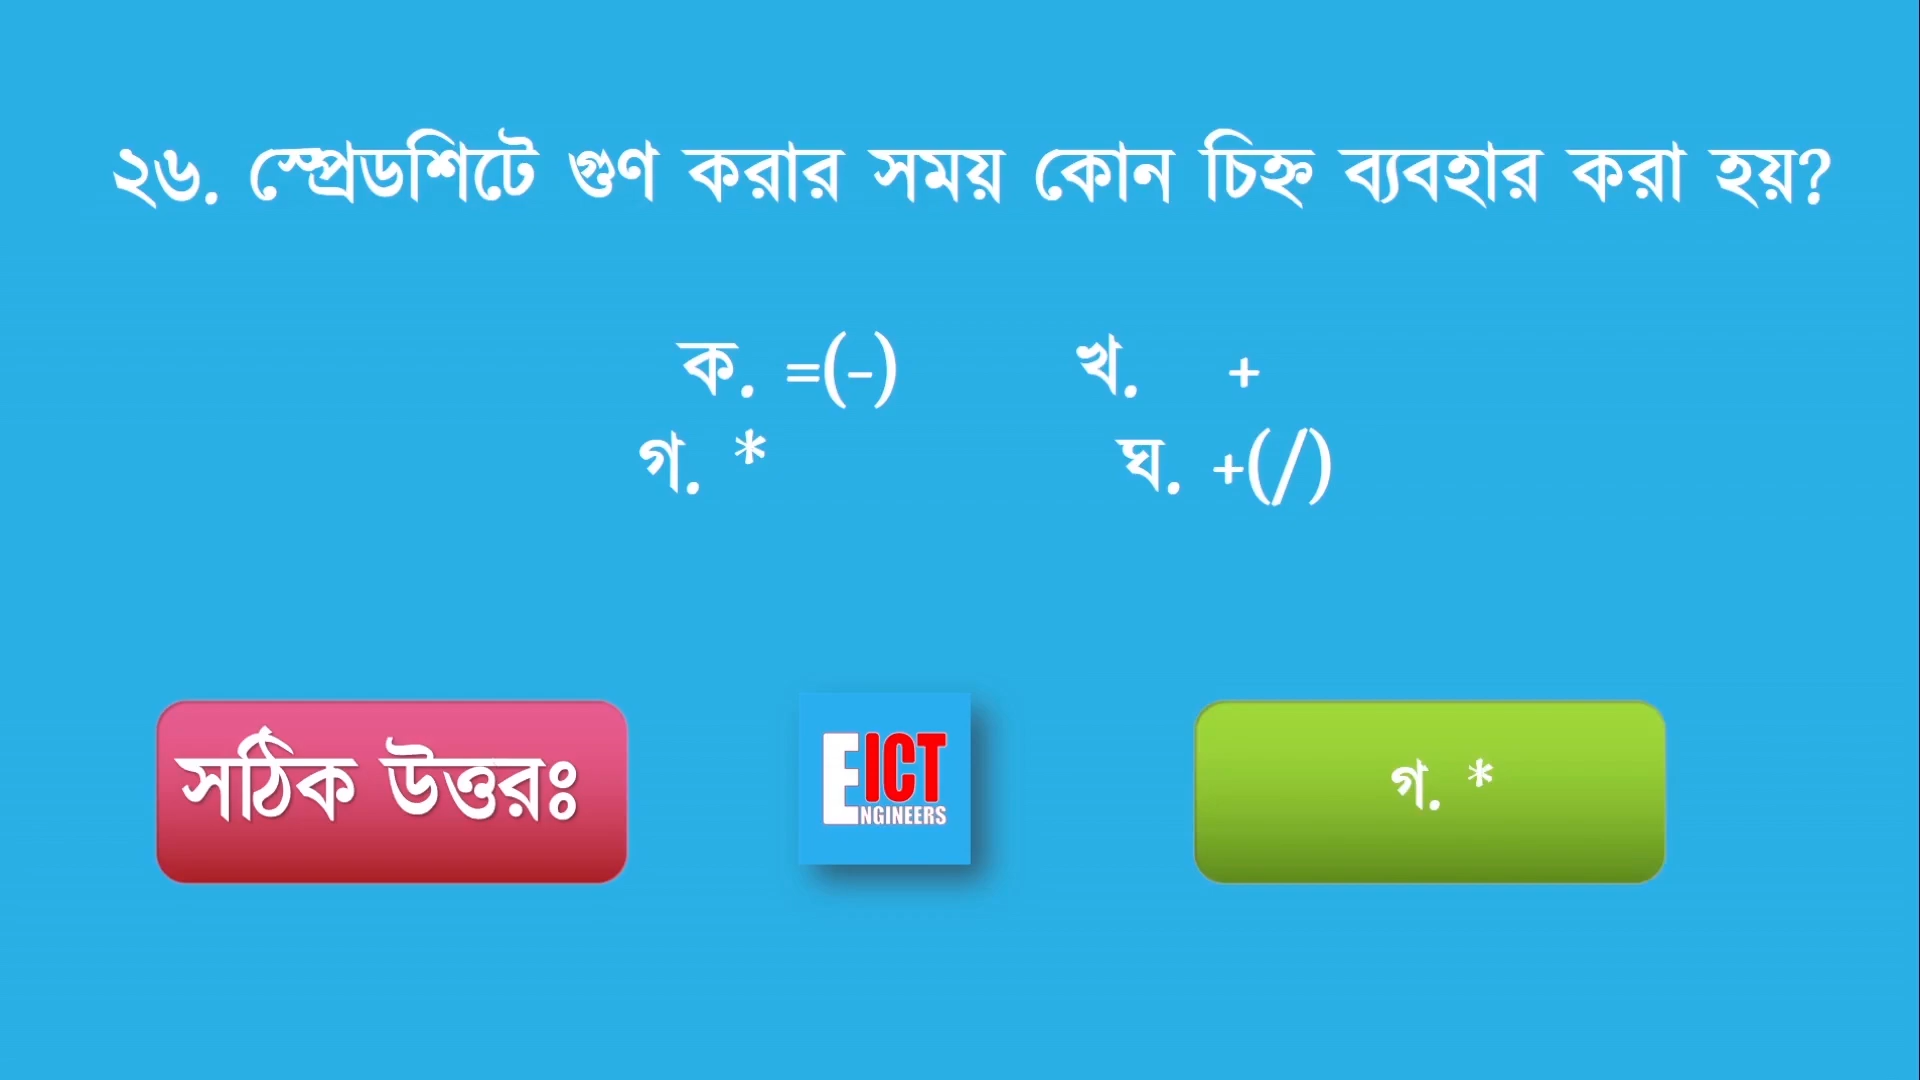 ২৬. স্প্রেডশিটে গুণ করার সময় কোন চিহ্ন ব্যবহার করা হয়?
ক. =(-) খ. +
গ. * ঘ. +(/)
সঠিক উত্তরঃ
EICT
NGINEERS
গ. *